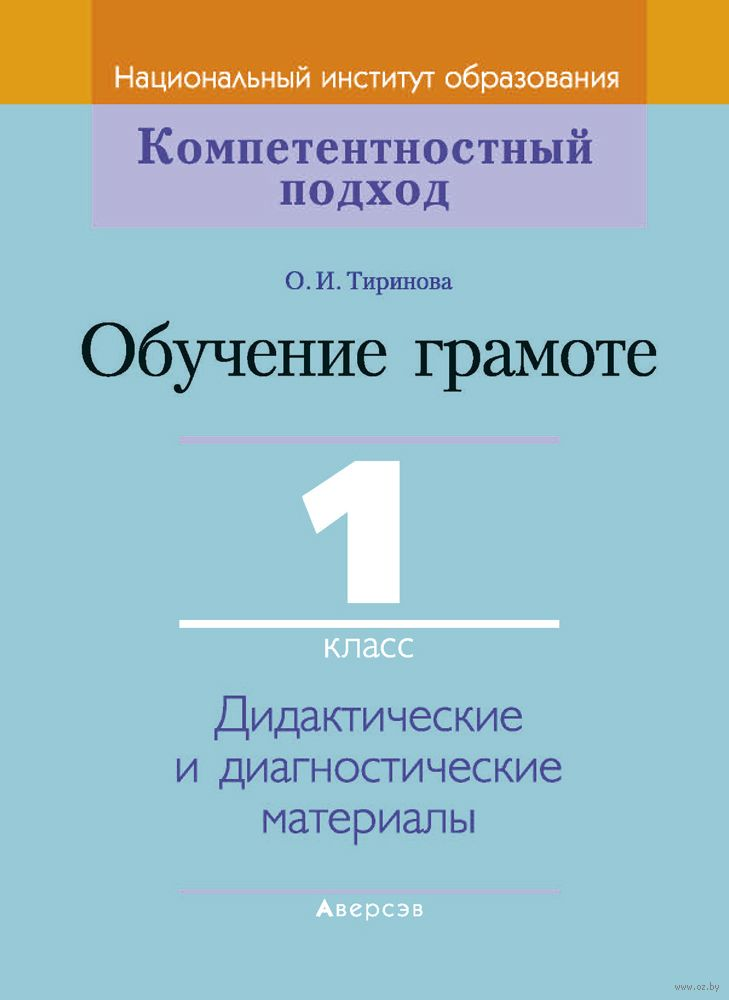 Национальный институт образования
Компетентностный
подход
О. И. Тиринова
Обучение грамоте
1
класс
Дидактические
и диагностические
материалы
Аверсэв
www.oz.by